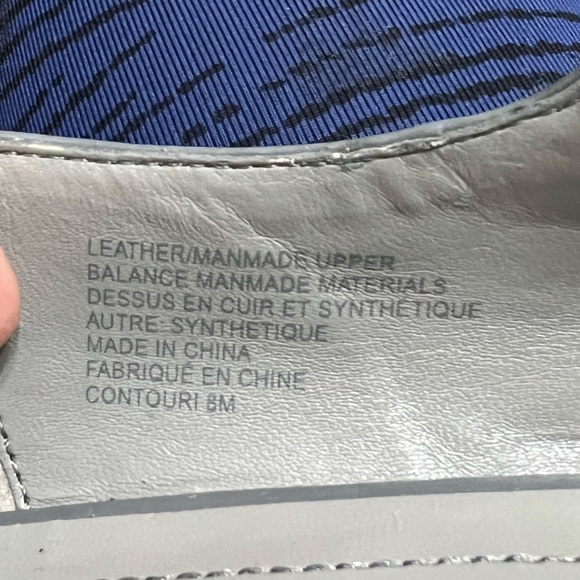 LEATHER/MANMADE UPPER
BALANCE MANMADE MATERIALS
DESSUS EN CUIR ET SYNTHÉTIQUE
AUTRE: SYNTHETIQUE
MADE IN CHINA
FABRIQUÉ EN CHINE
CONTOURI 8M